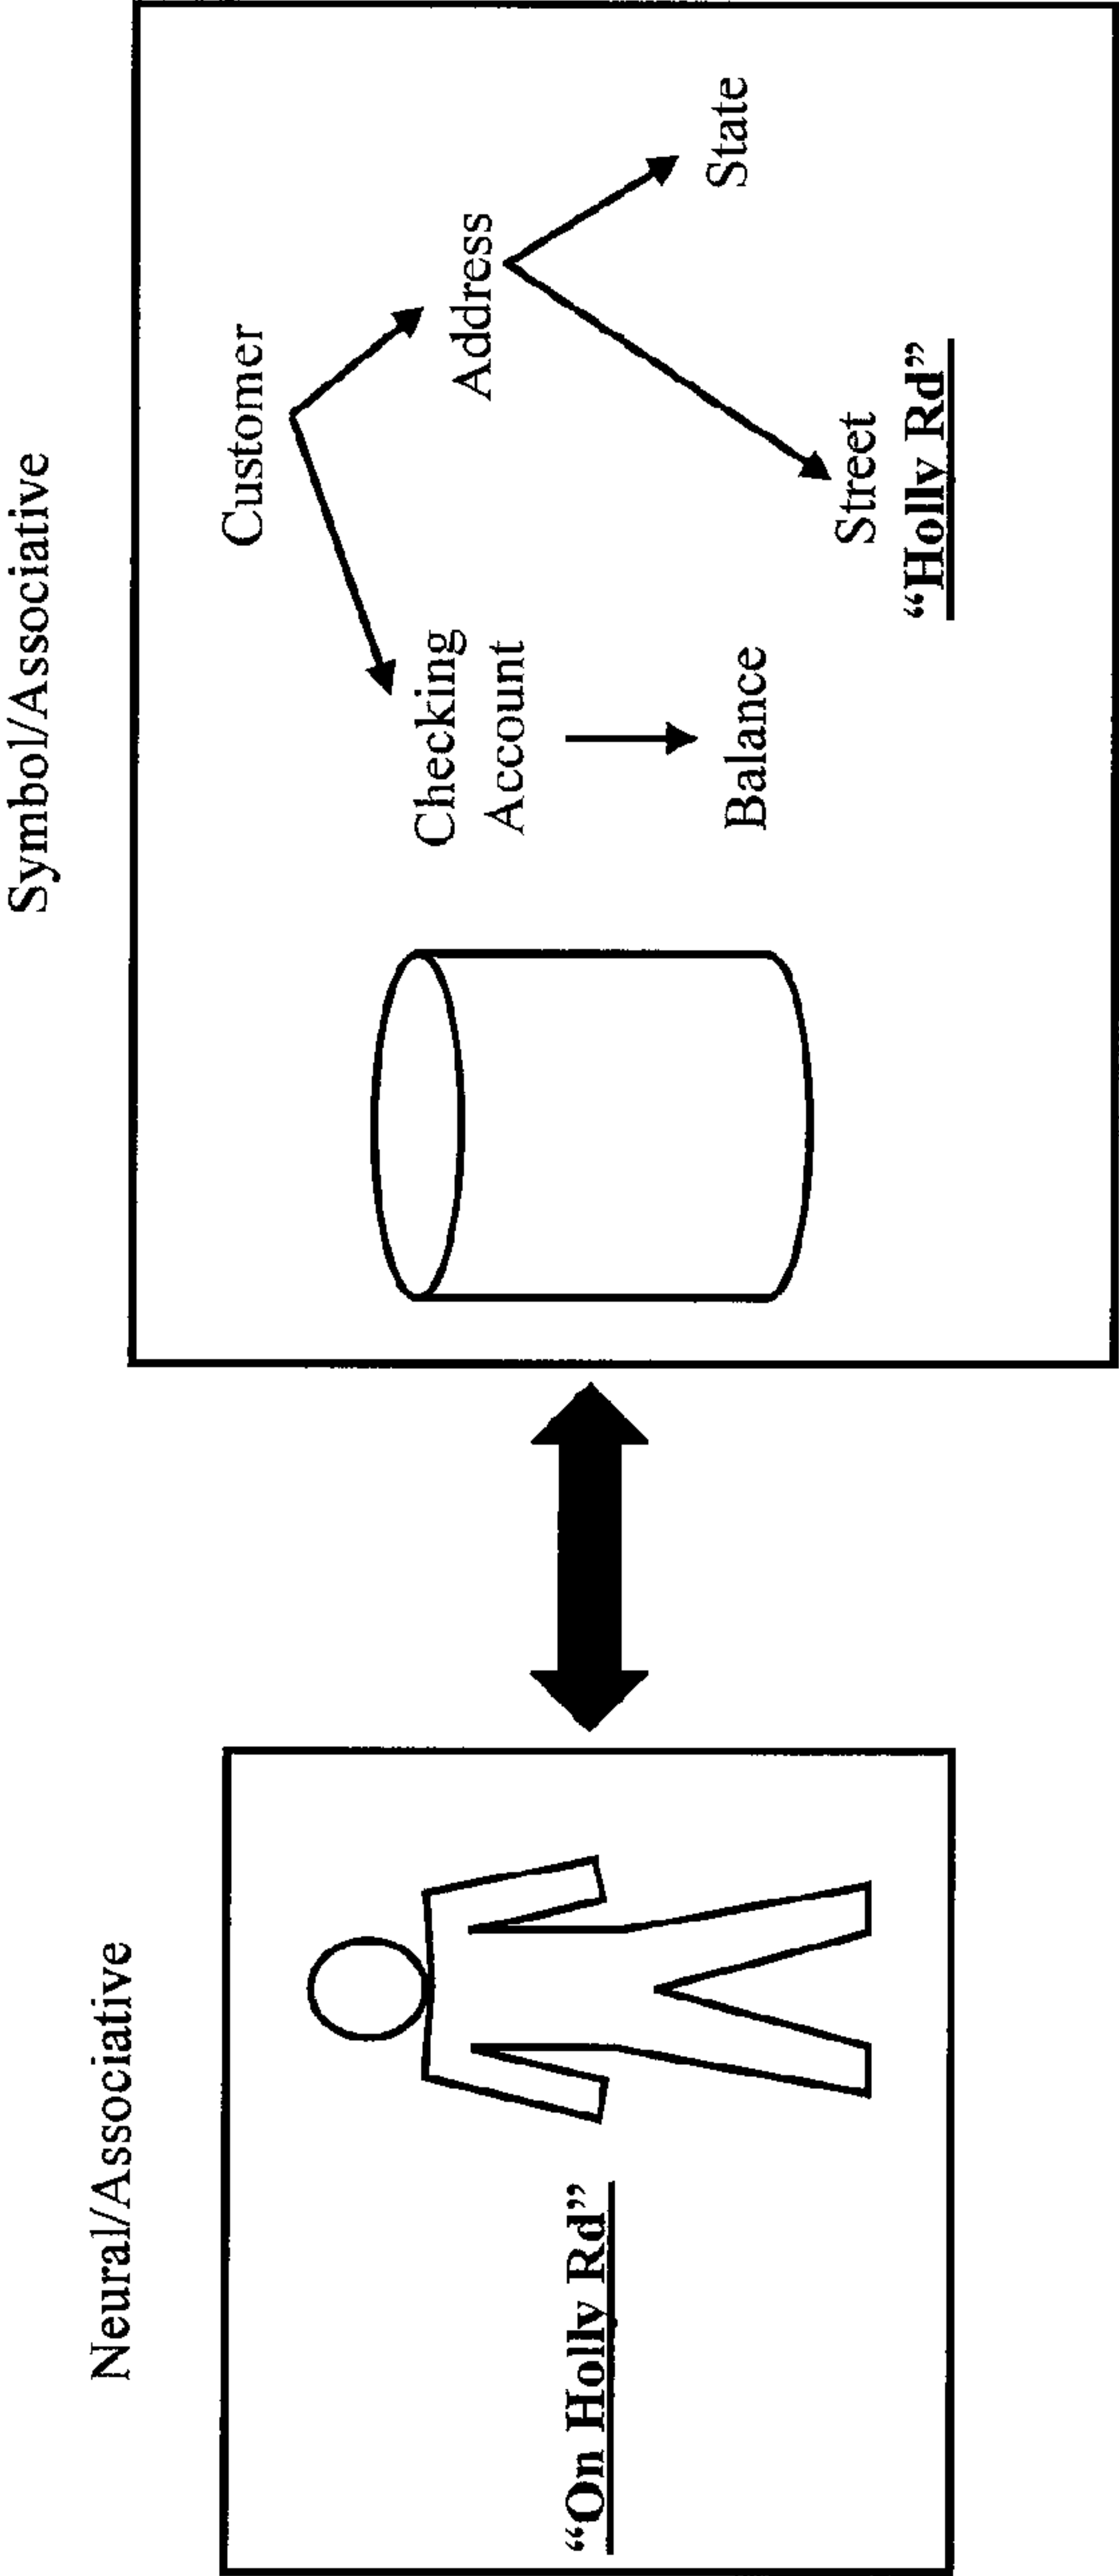 Neural/Associative
“On Holly Rd”
Symbol/Associative
Customer
Checking
Account
Address
Balance
State
Street
“Holly Rd”